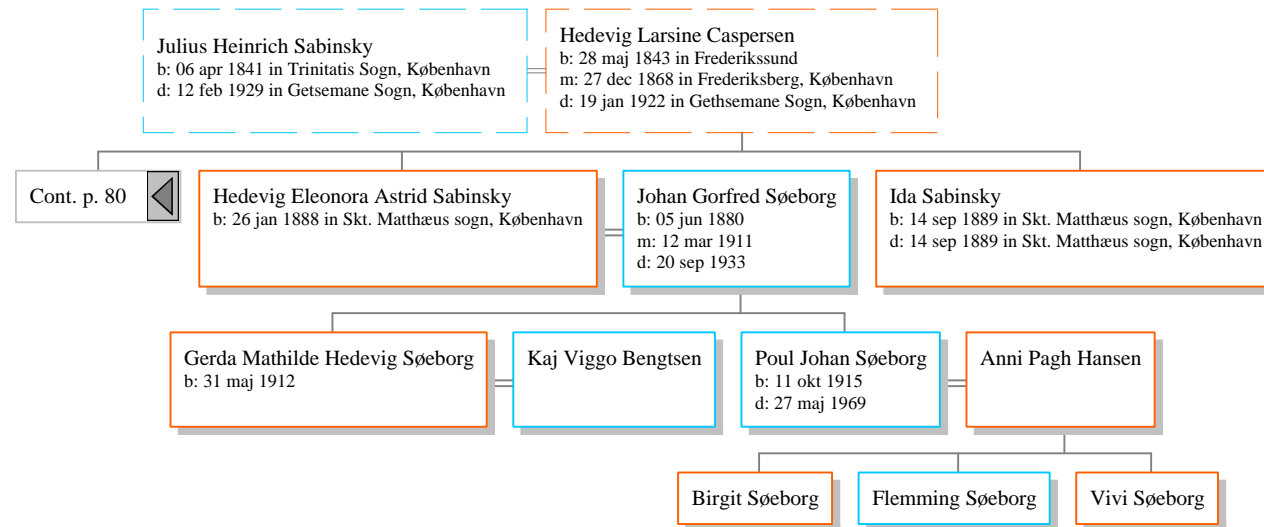 Julius Heinrich Sabinsky
b: 06 apr 1841 in Trinitatis Sogn, København
d: 12 feb 1929 in Getsemane Sogn, København
Hedevig Larsine Caspersen
b: 28 maj 1843 in Frederikssund
m: 27 dec 1868 in Frederiksberg, København
d: 19 jan 1922 in Gethsemane Sogn, København
Cont. p. 80
Hedevig Eleonora Astrid Sabinsky
b: 26 jan 1888 in Skt. Matthæus sogn, København
Johan Gorfred Søeborg
b: 05 jun 1880
m: 12 mar 1911
d: 20 sep 1933
Ida Sabinsky
b: 14 sep 1889 in Skt. Matthæus sogn, København
d: 14 sep 1889 in Skt. Matthæus sogn, København
Gerda Mathilde Hedevig Søeborg
b: 31 maj 1912
Kaj Viggo Bengtsen
Poul Johan Søeborg
b: 11 okt 1915
d: 27 maj 1969
Anni Pagh Hansen
Birgit Søeborg
Flemming Søeborg
Vivi Søeborg